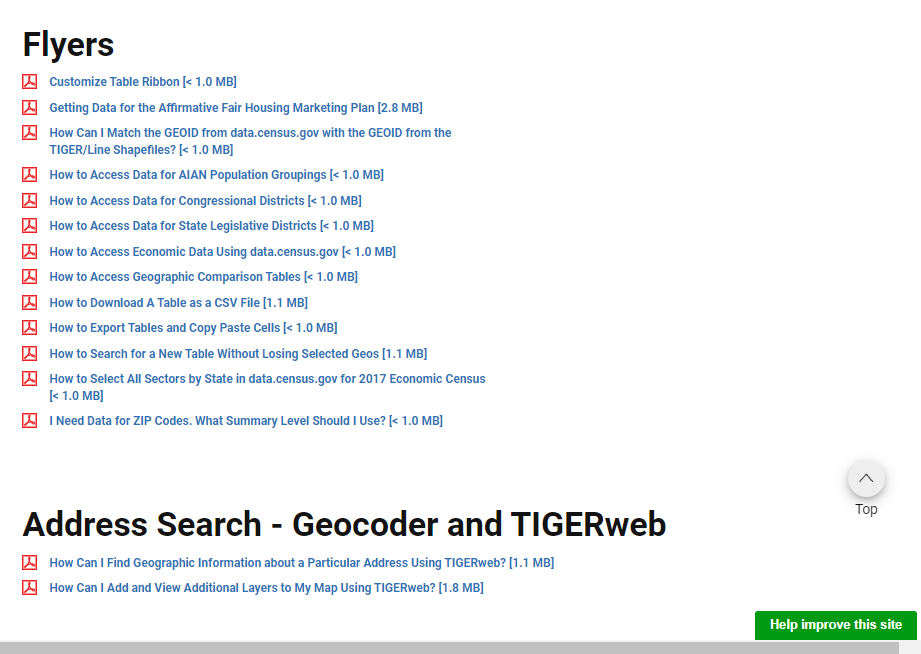 Flyers
Customize Table Ribbon [< 1.0 MB]
Getting Data for the Affirmative Fair Housing Marketing Plan [2.8 MB]
How Can I Match the GEOID from data.census.gov with the GEOID from the
TIGER/Line Shapefiles? [< 1.0 MB]
How to Access Data for AIAN Population Groupings [< 1.0 MB]
How to Access Data for Congressional Districts [< 1.0 MB]
How to Access Data for State Legislative Districts [< 1.0 MB]
How to Access Economic Data Using data.census.gov [< 1.0 MB]
How to Access Geographic Comparison Tables [< 1.0 MB]
How to Download A Table as a CSV File [1.1 MB]
How to Export Tables and Copy Paste Cells [< 1.0 MB]
How to Search for a New Table Without Losing Selected Geos [1.1 MB]
How to Select All Sectors by State in data.census.gov for 2017 Economic Census
[< 1.0 MB]
I Need Data for ZIP Codes. What Summary Level Should I Use? [< 1.0 MB]
Top
Address Search - Geocoder and TIGERweb
How Can I Find Geographic Information about a Particular Address Using TIGERweb? [1.1 MB]
How Can I Add and View Additional Layers to My Map Using TIGERweb? [1.8 MB]
Help improve this site